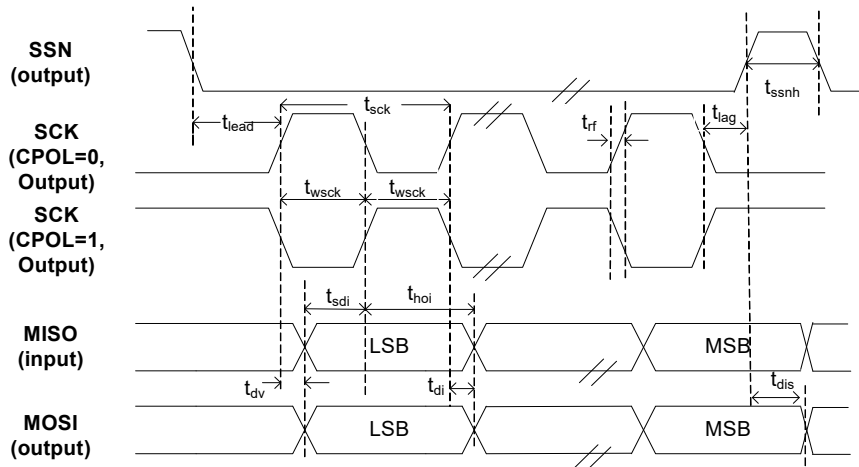 SSN
(output)
t_ssnh
t_sck
t_lead
t_rf
t_lag
SCK
(CPOL=0,
Output)
t_wsck t_wsck
SCK
(CPOL=1,
Output)
t_sdi t_hoi
MISO
(input)
LSB MSB
t_dv t_di t_dis
MOSI
(output)
LSB MSB